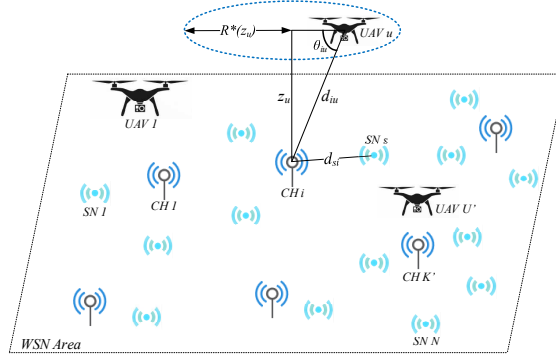 R*(z_u)
θ_iu
UAV u
z_u
d_iu
UAV 1
SN s
d_si
CH i
SN 1
CH 1
UAV U'
CH K'
SN N
WSN Area